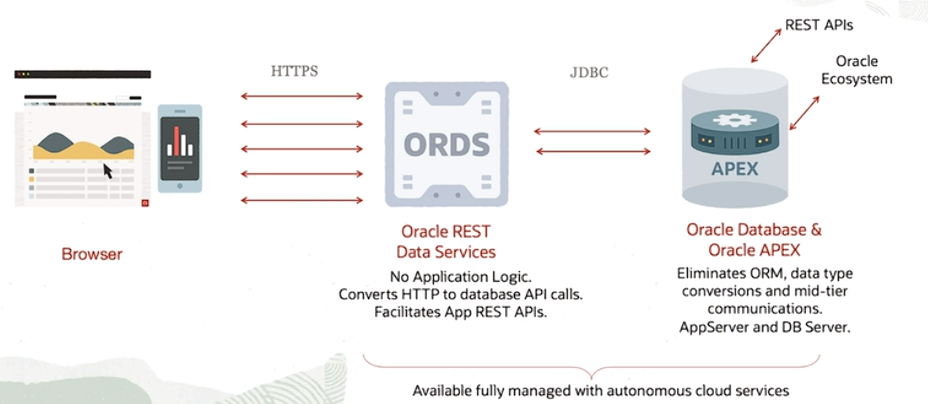 REST APIs
Oracle
Ecosystem
HTTPS
JDBC
ORDS
APEX
Browser
Oracle REST
Data Services
No Application Logic.
Converts HTTP to database API calls.
Facilitates App REST APIs.
Oracle Database &
Oracle APEX
Eliminates ORM, data type
conversions and mid-tier
communications.
AppServer and DB Server.
Available fully managed with autonomous cloud services